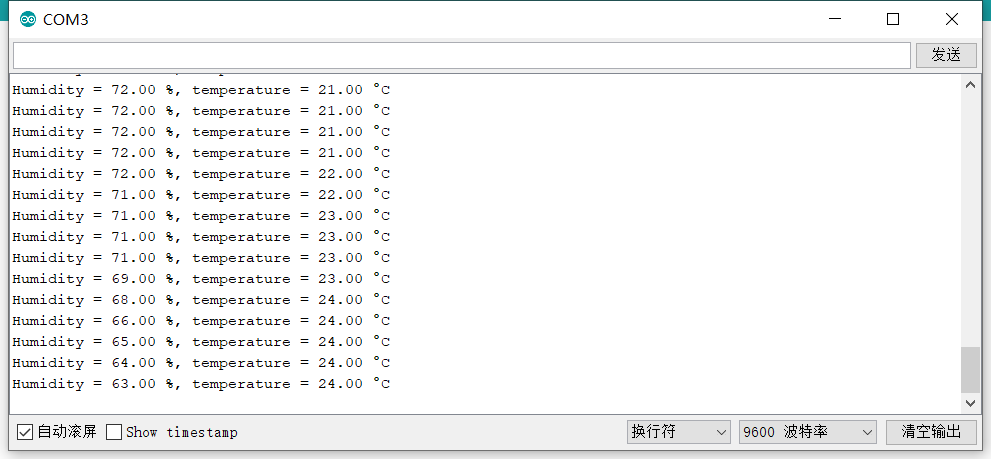 COM3
发送
Humidity = 72.00 %, temperature = 21.00 °C
Humidity = 72.00 %, temperature = 21.00 °C
Humidity = 72.00 %, temperature = 21.00 °C
Humidity = 72.00 %, temperature = 21.00 °C
Humidity = 72.00 %, temperature = 22.00 °C
Humidity = 71.00 %, temperature = 22.00 °C
Humidity = 71.00 %, temperature = 23.00 °C
Humidity = 71.00 %, temperature = 23.00 °C
Humidity = 71.00 %, temperature = 23.00 °C
Humidity = 69.00 %, temperature = 23.00 °C
Humidity = 68.00 %, temperature = 24.00 °C
Humidity = 66.00 %, temperature = 24.00 °C
Humidity = 65.00 %, temperature = 24.00 °C
Humidity = 64.00 %, temperature = 24.00 °C
Humidity = 63.00 %, temperature = 24.00 °C
自动滚屏 Show timestamp 换行符 9600 波特率 清空输出